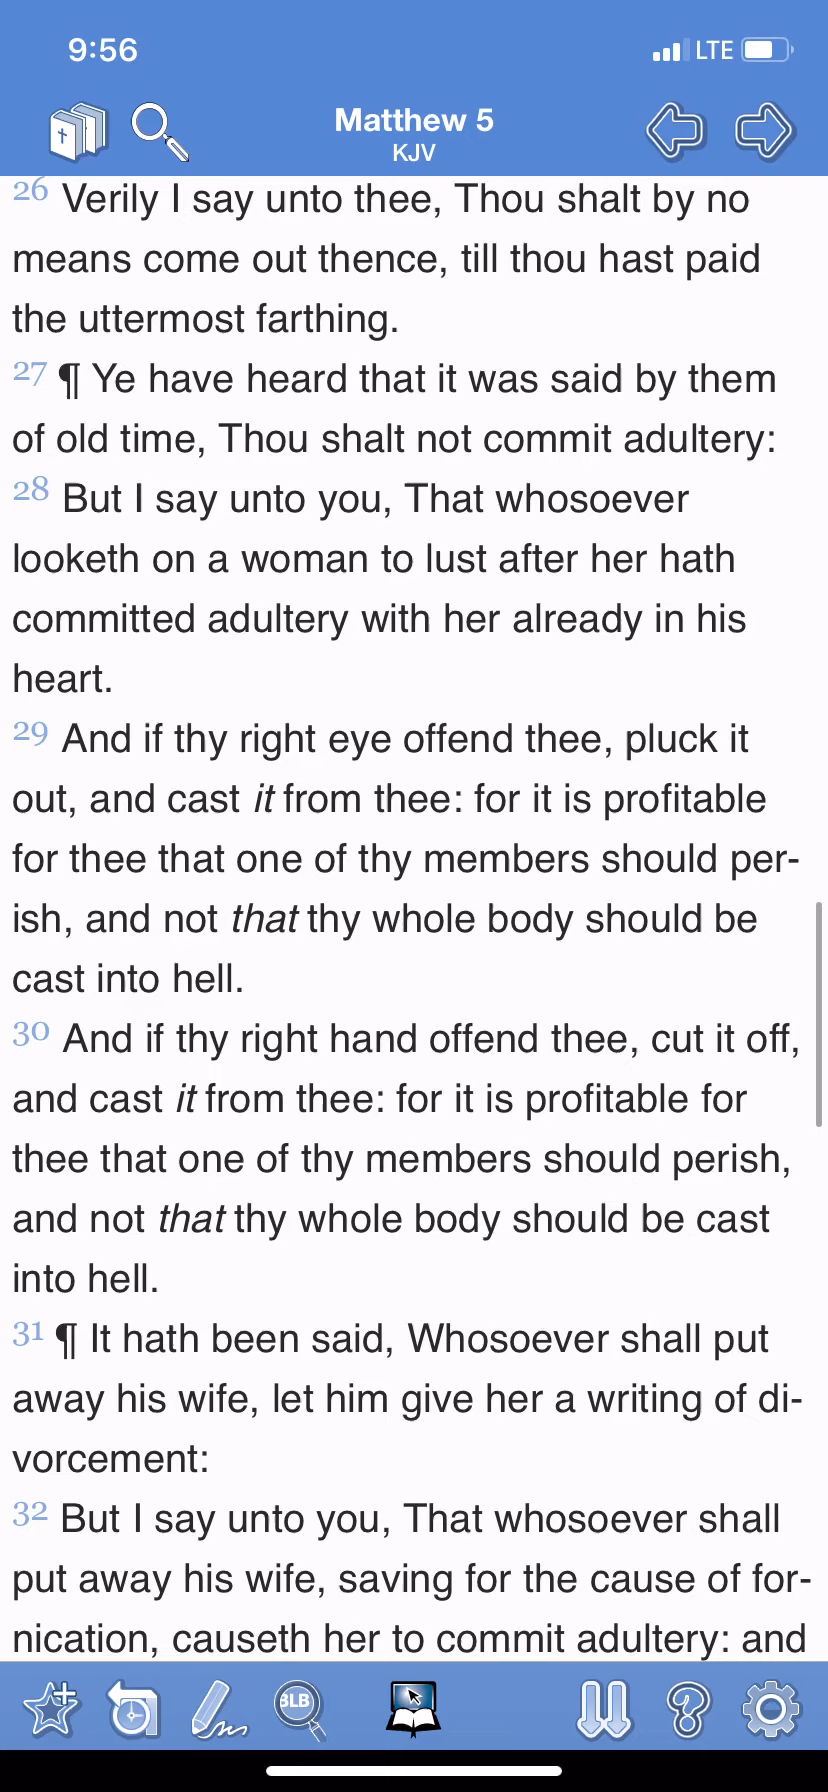 9:56
LTE
Matthew 5
KJV
26 Verily I say unto thee, Thou shalt by no
means come out thence, till thou hast paid
the uttermost farthing.
27 ¶ Ye have heard that it was said by them
of old time, Thou shalt not commit adultery:
28 But I say unto you, That whosoever
looketh on a woman to lust after her hath
committed adultery with her already in his
heart.
29 And if thy right eye offend thee, pluck it
out, and cast it from thee: for it is profitable
for thee that one of thy members should per-
ish, and not that thy whole body should be
cast into hell.
30 And if thy right hand offend thee, cut it off,
and cast it from thee: for it is profitable for
thee that one of thy members should perish,
and not that thy whole body should be cast
into hell.
31 ¶ It hath been said, Whosoever shall put
away his wife, let him give her a writing of di-
vorcement:
32 But I say unto you, That whosoever shall
put away his wife, saving for the cause of for-
nication, causeth her to commit adultery: and
BLB